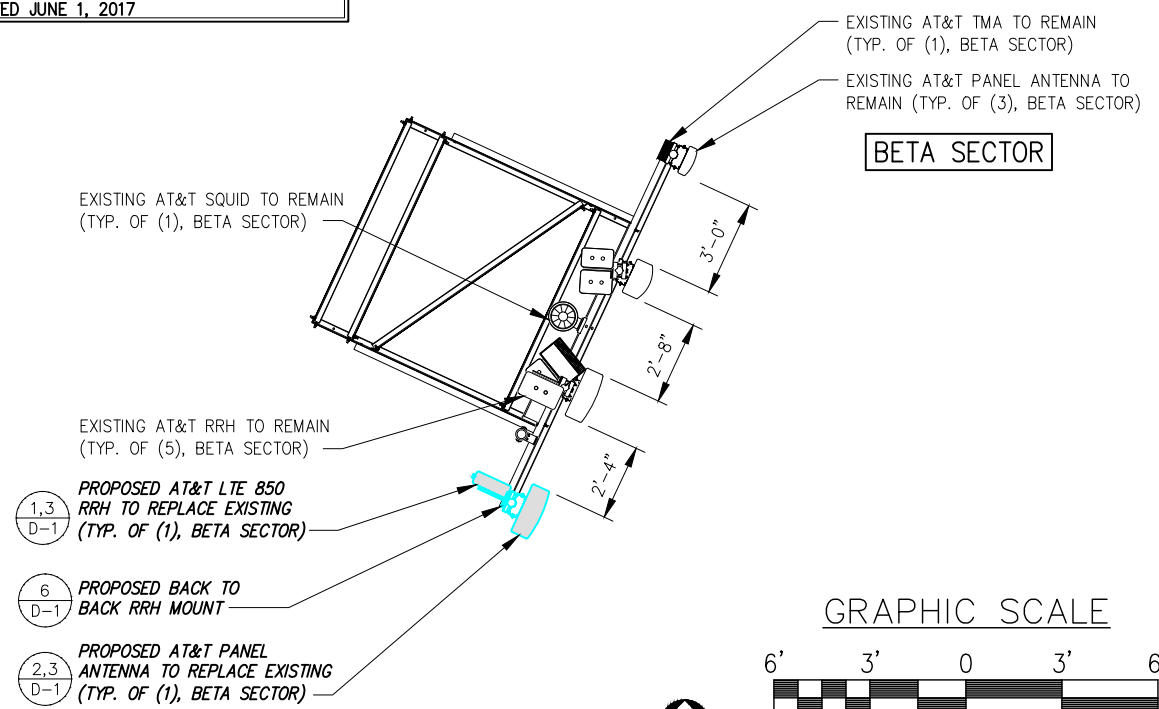 ED JUNE 1, 2017
EXISTING AT&T TMA TO REMAIN
(TYP. OF (1), BETA SECTOR)
EXISTING AT&T PANEL ANTENNA TO
REMAIN (TYP. OF (3), BETA SECTOR)
BETA SECTOR
EXISTING AT&T SQUID TO REMAIN
(TYP. OF (1), BETA SECTOR)
3'-0"
2'-8"
2'-4"
EXISTING AT&T RRH TO REMAIN
(TYP. OF (5), BETA SECTOR)
1,3
D-1
PROPOSED AT&T LTE 850
RRH TO REPLACE EXISTING
(TYP. OF (1), BETA SECTOR)
6
D-1
PROPOSED BACK TO
BACK RRH MOUNT
2,3
D-1
PROPOSED AT&T PANEL
ANTENNA TO REPLACE EXISTING
(TYP. OF (1), BETA SECTOR)
GRAPHIC SCALE
6' 3' 0 3' 6